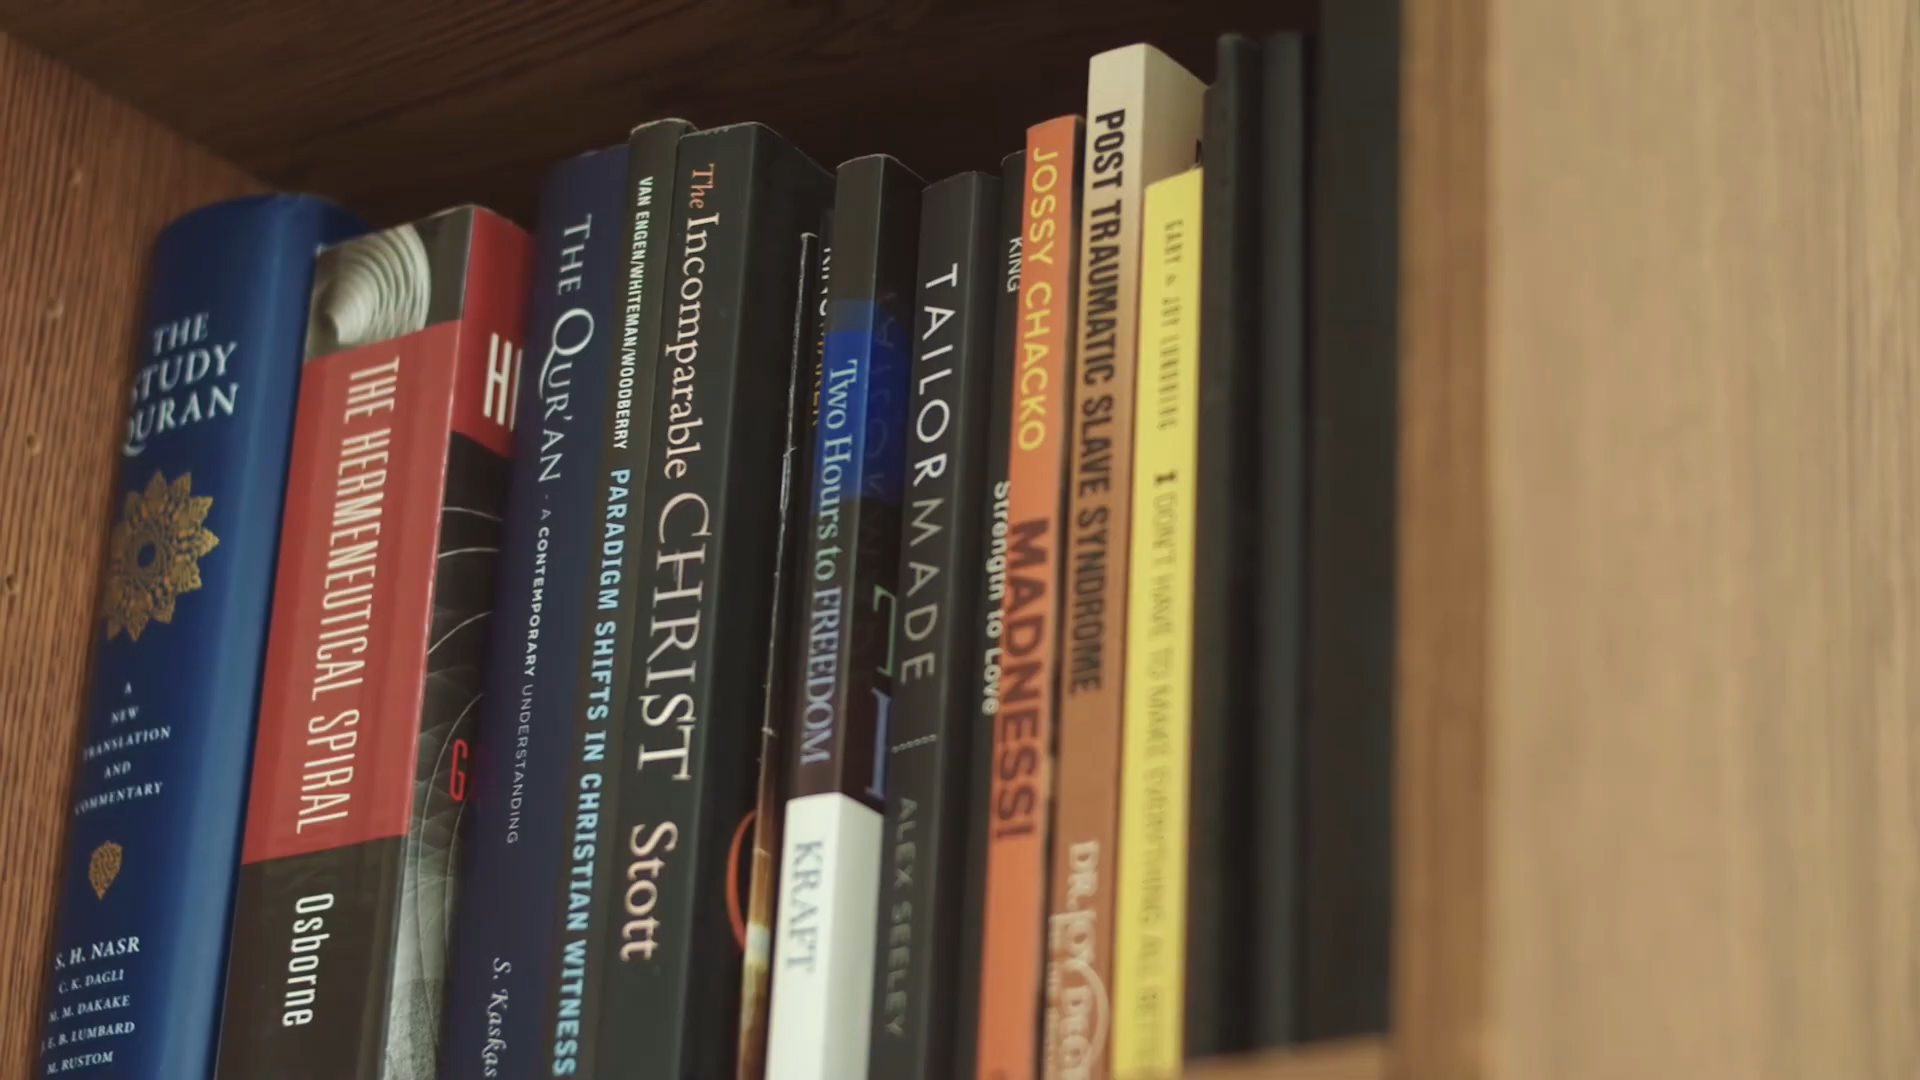 THE
STUDY
QURAN
A
NEW
TRANSLATION
AND
COMMENTARY
S. H. NASR
C. K. DAGLI
M. M. DAKAKE
J. E. B. LUMBARD
M. RUSTOM
THE HERMENEUTICAL SPIRAL
Osborne
THE QUR'AN · A CONTEMPORARY UNDERSTANDING
S. Kaskas
VAN ENGEN/WHITEMAN/WOODBERRY PARADIGM SHIFTS IN CHRISTIAN WITNESS
The Incomparable CHRIST Stott
Two Hours to FREEDOM
KRAFT
TAILORMADE
ALEX SEELEY
KING
Strength to Love
JOSSY CHACKO
MADNESS!
POST TRAUMATIC SLAVE SYNDROME
DR. JOY
I DON'T HAVE TO MAKE EVERYTHING ALL